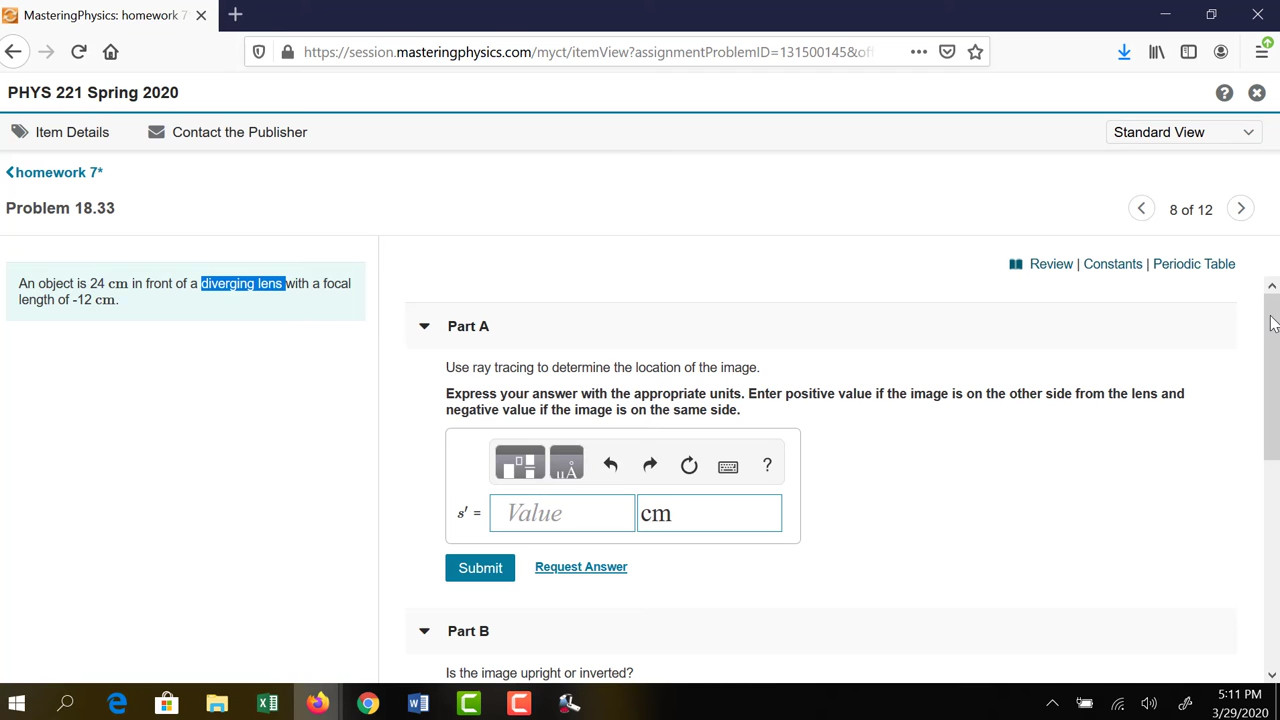 MasteringPhysics: homework 7
https://session.masteringphysics.com/myct/itemView?assignmentProblemID=131500145&of
PHYS 221 Spring 2020
Item Details
Contact the Publisher
Standard View
homework 7*
Problem 18.33
8 of 12
An object is 24 cm in front of a diverging lens with a focal
length of -12 cm.
Review | Constants | Periodic Table
Part A
Use ray tracing to determine the location of the image.
Express your answer with the appropriate units. Enter positive value if the image is on the other side from the lens and
negative value if the image is on the same side.
μÅ
?
s′ = Value cm
Submit
Request Answer
Part B
Is the image upright or inverted?
5:11 PM
3/29/2020